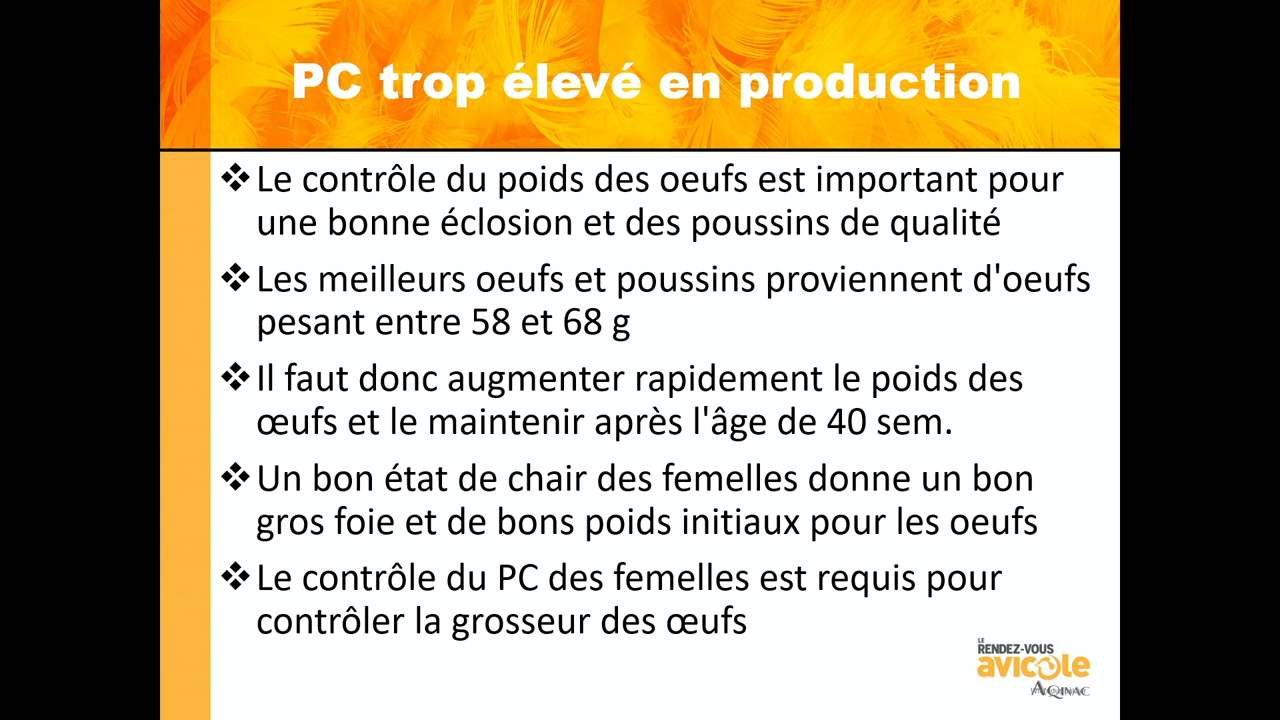 PC trop élevé en production
❖Le contrôle du poids des oeufs est important pour
une bonne éclosion et des poussins de qualité
❖Les meilleurs oeufs et poussins proviennent d'oeufs
pesant entre 58 et 68 g
❖Il faut donc augmenter rapidement le poids des
œufs et le maintenir après l'âge de 40 sem.
❖Un bon état de chair des femelles donne un bon
gros foie et de bons poids initiaux pour les oeufs
❖Le contrôle du PC des femelles est requis pour
contrôler la grosseur des œufs
LE
RENDEZ-VOUS
avicole
AQINAC